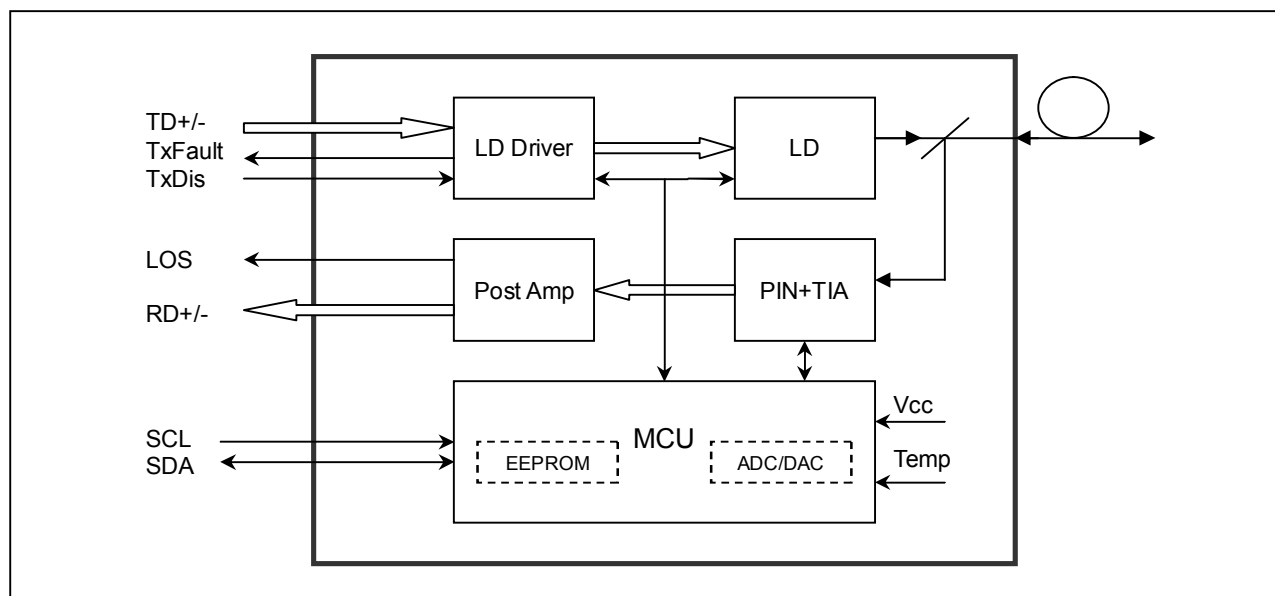 TD+/-
TxFault
TxDis
LD Driver
LD
LOS
RD+/-
Post Amp
PIN+TIA
SCL
SDA
MCU
EEPROM
ADC/DAC
Vcc
Temp